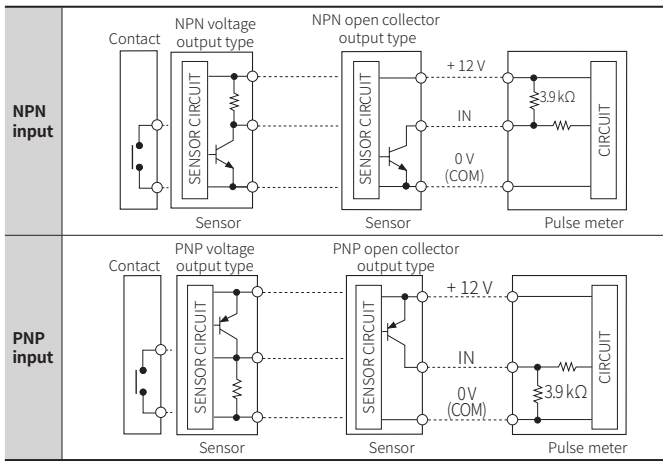 NPN input
Contact
NPN voltage
output type
NPN open collector
output type
SENSOR CIRCUIT
SENSOR CIRCUIT
+ 12 V
IN
0 V
(COM)
3.9 kΩ
CIRCUIT
Sensor
Sensor
Pulse meter
PNP input
Contact
PNP voltage
output type
PNP open collector
output type
SENSOR CIRCUIT
SENSOR CIRCUIT
+ 12 V
IN
0 V
(COM)
3.9 kΩ
CIRCUIT
Sensor
Sensor
Pulse meter